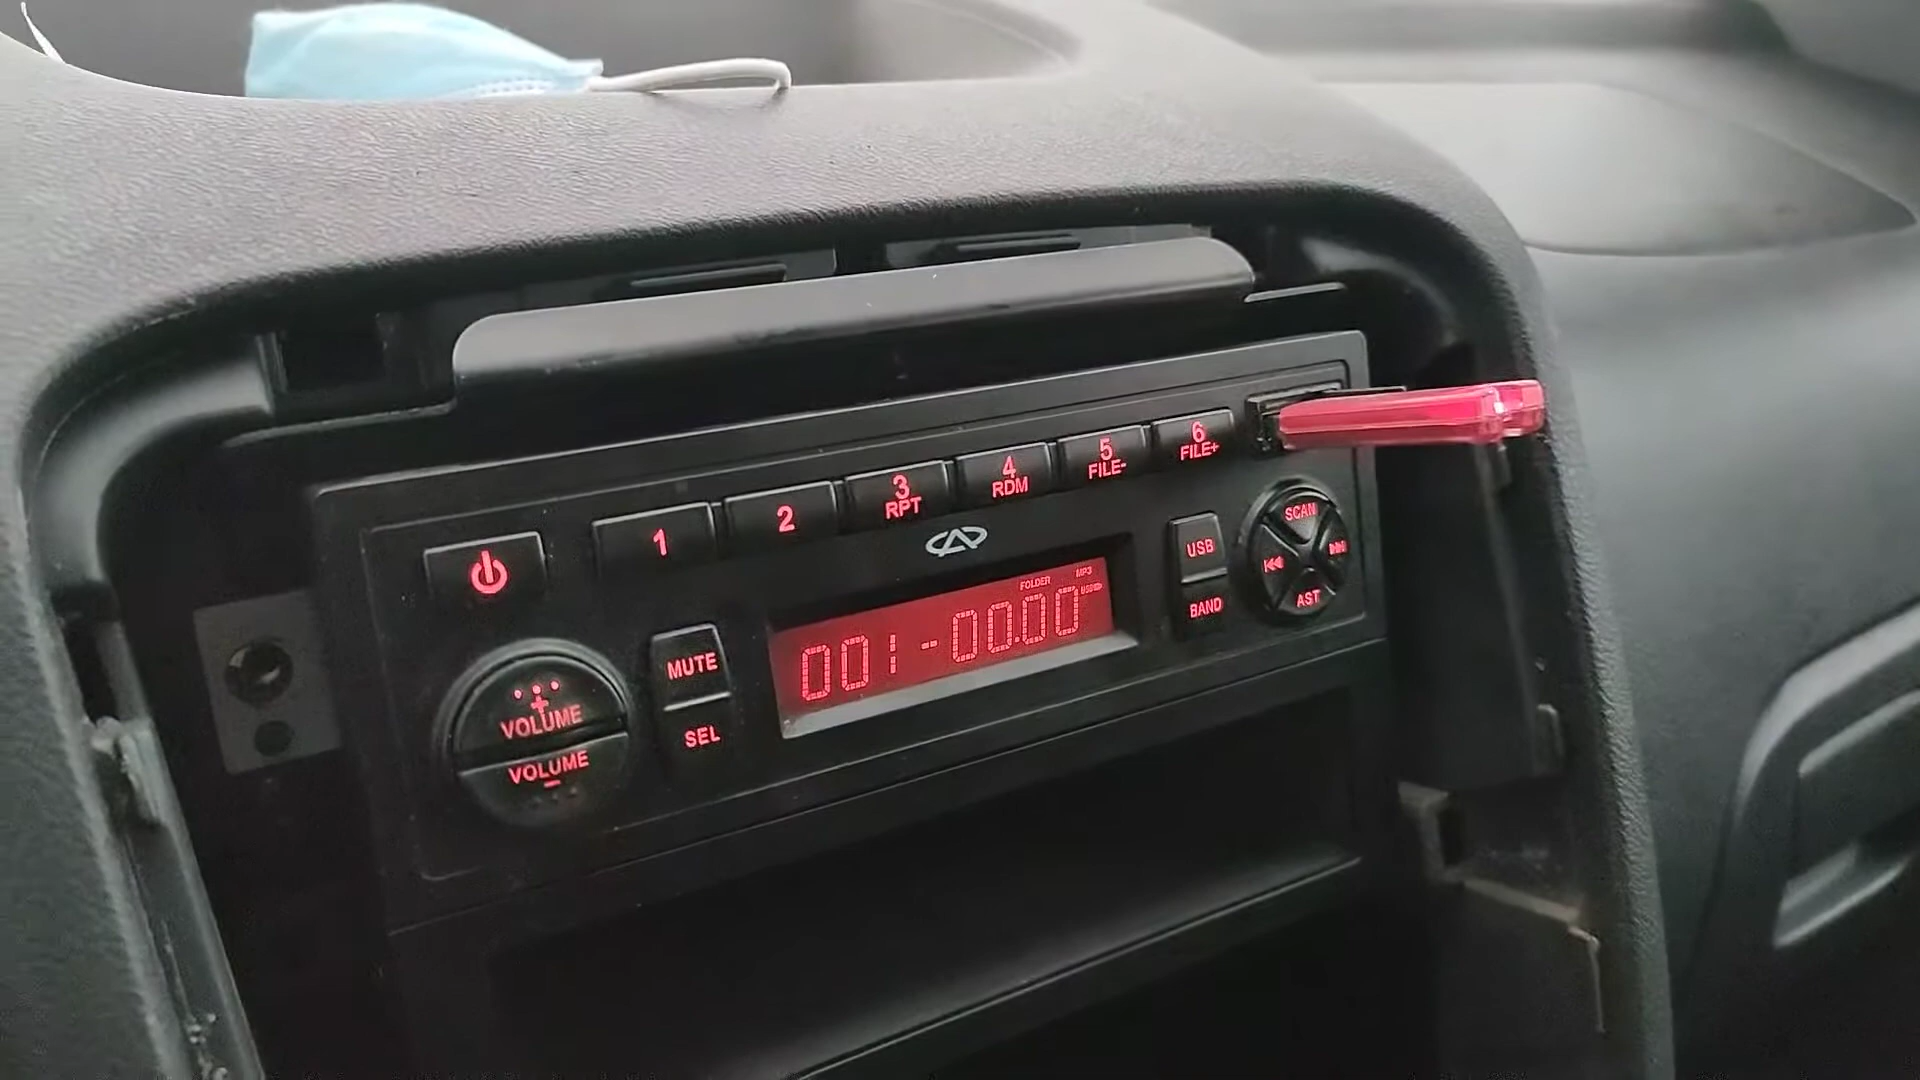 1
2
3
RPT
4
RDM
5
FILE-
6
FILE+
SCAN
USB
BAND
AST
FOLDER
MP3
USB
001-00.00
MUTE
SEL
+
VOLUME
VOLUME
-